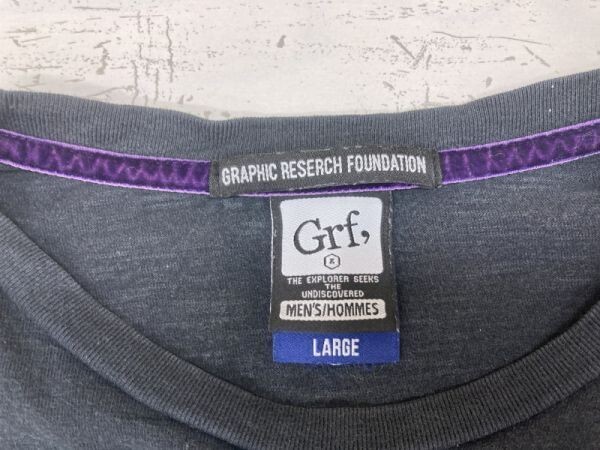 GRAPHIC RESERCH FOUNDATION
Grf,
THE EXPLORER SEEKS
THE
UNDISCOVERED
MEN'S/HOMMES
LARGE